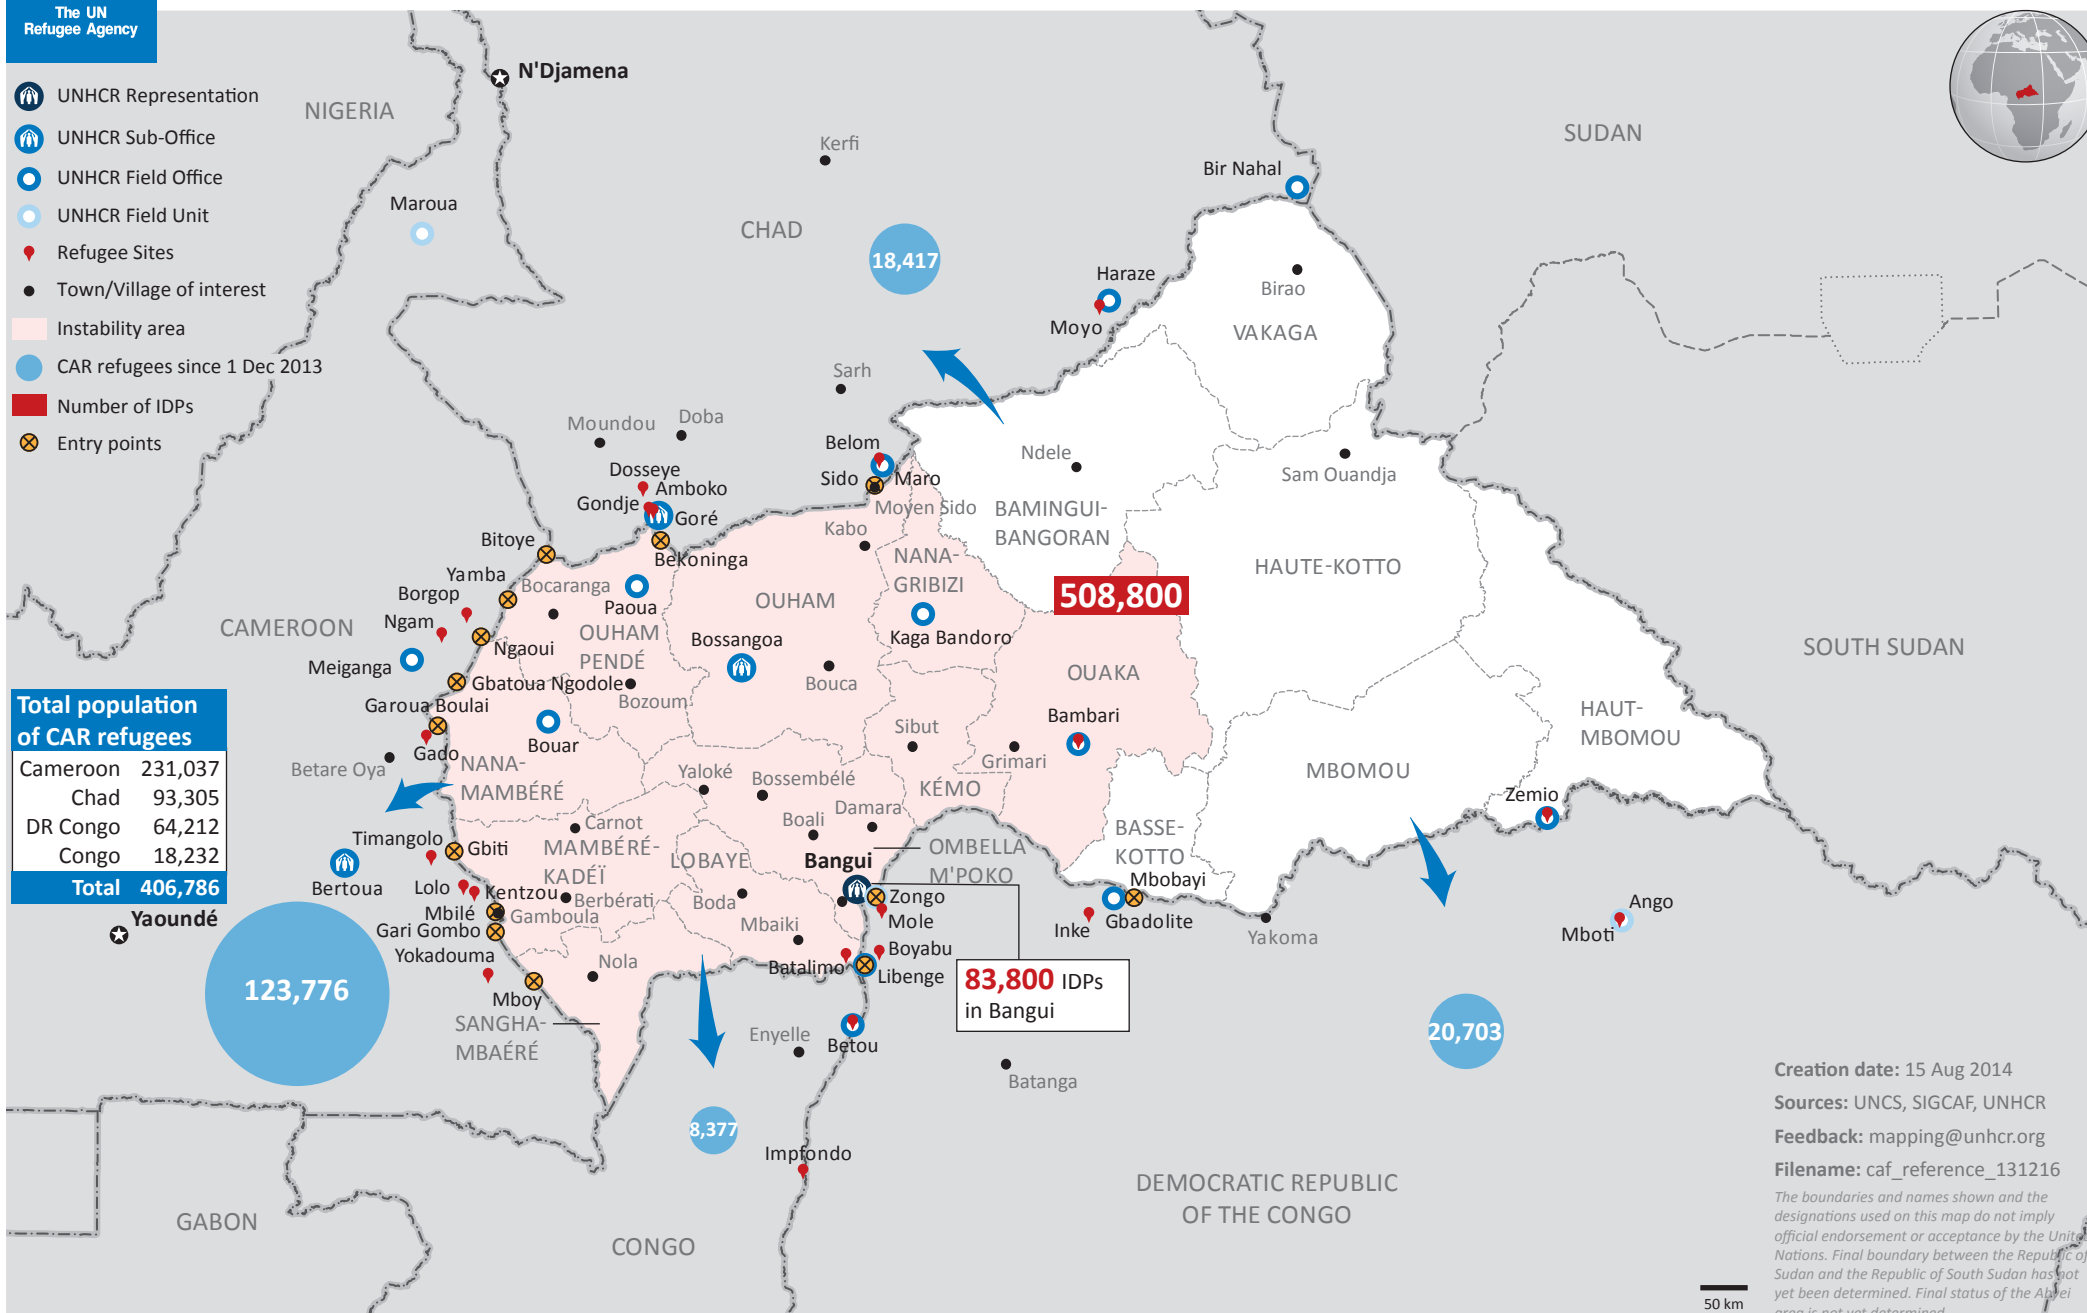 The UN
Refugee Agency
UNHCR Representation
UNHCR Sub-Office
UNHCR Field Office
UNHCR Field Unit
Refugee Sites
Town/Village of interest
Instability area
CAR refugees since 1 Dec 2013
Number of IDPs
Entry points
N'Djamena
NIGERIA
Maroua
Kerfi
CHAD
18,417
SUDAN
Bir Nahal
Haraze
Moyo
Birao
VAKAGA
Sarh
Moundou
Doba
Dosseye
Amboko
Gondje
Goré
Belom
Sido
Maro
Moyen Sido
Kabo
Ndele
BAMINGUI-
BANGORAN
Sam Ouandja
HAUTE-KOTTO
Bitoye
BeKoninga
Yamba
Bocaranga
Borgop
Ngam
Paoua
OUHAM
PENDÉ
OUHAM
NANA-
GRIBIZI
508,800
CAMEROON
Meiganga
Ngaoui
Bossangoa
Kaga Bandoro
Bouca
OUAKA
SOUTH SUDAN
Gbatoua Ngodole
Bozoum
Garoua Boulai
Gado
Bouar
Betare Oya
Sibut
Grimari
Bambari
HAUT-
MBOMOU
MBOMOU
Zemio
Total population
of CAR refugees
Cameroon 231,037
Chad 93,305
DR Congo 64,212
Congo 18,232
Total 406,786
NANA-
MAMBÉRÉ
Yaloké
Bossembélé
KÉMO
Damara
Boali
Carnot
MAMBÉRÉ-
KADÉÏ
LOBAYE
Bangui
OMBELLA
M'POKO
BASSE-
KOTTO
Mbobayi
Timangolo
Gbiti
Bertoua
Lolo
Kentzou
Mbilé
Gamboula
Berbérati
Boda
Mbaiki
Zongo
Mole
Inke
Gbadolite
Yakoma
Ango
Mboti
Yaoundé
Gari Gombo
Yokadouma
Mboy
Nola
Batalimo
Boyabu
Libenge
123,776
83,800 IDPs
in Bangui
SANGHA-
MBAÉRÉ
Enyelle
Betou
Batanga
20,703
8,377
Impfondo
GABON
CONGO
DEMOCRATIC REPUBLIC
OF THE CONGO
Creation date: 15 Aug 2014
Sources: UNCS, SIGCAF, UNHCR
Feedback: mapping@unhcr.org
Filename: caf_reference_131216
The boundaries and names shown and the
designations used on this map do not imply
official endorsement or acceptance by the United
Nations. Final boundary between the Republic of
Sudan and the Republic of South Sudan has not
yet been determined. Final status of the Abyei
area is not yet determined.
50 km